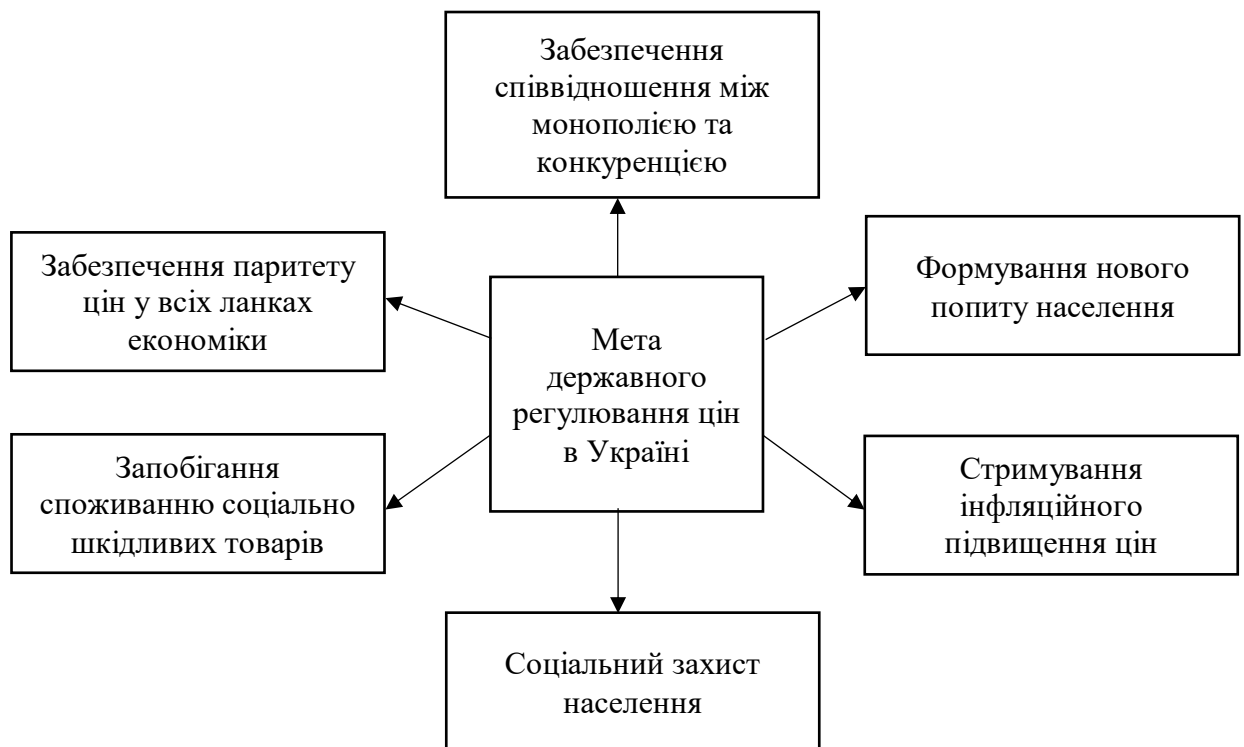 Забезпечення
співвідношення між
монополією та
конкуренцією
Забезпечення паритету
цін у всіх ланках
економіки
Формування нового
попиту населення
Мета
державного
регулювання цін
в Україні
Запобігання
споживанню соціально
шкідливих товарів
Стримування
інфляційного
підвищення цін
Соціальний захист
населення